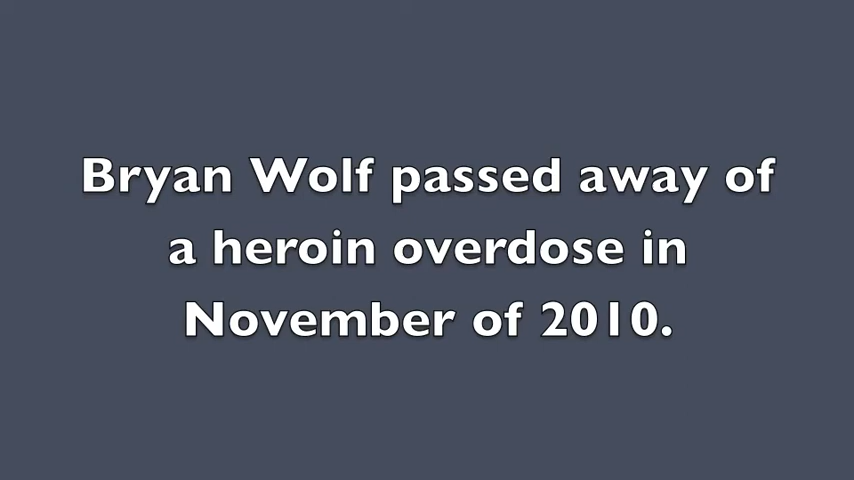 Bryan Wolf passed away of
a heroin overdose in
November of 2010.